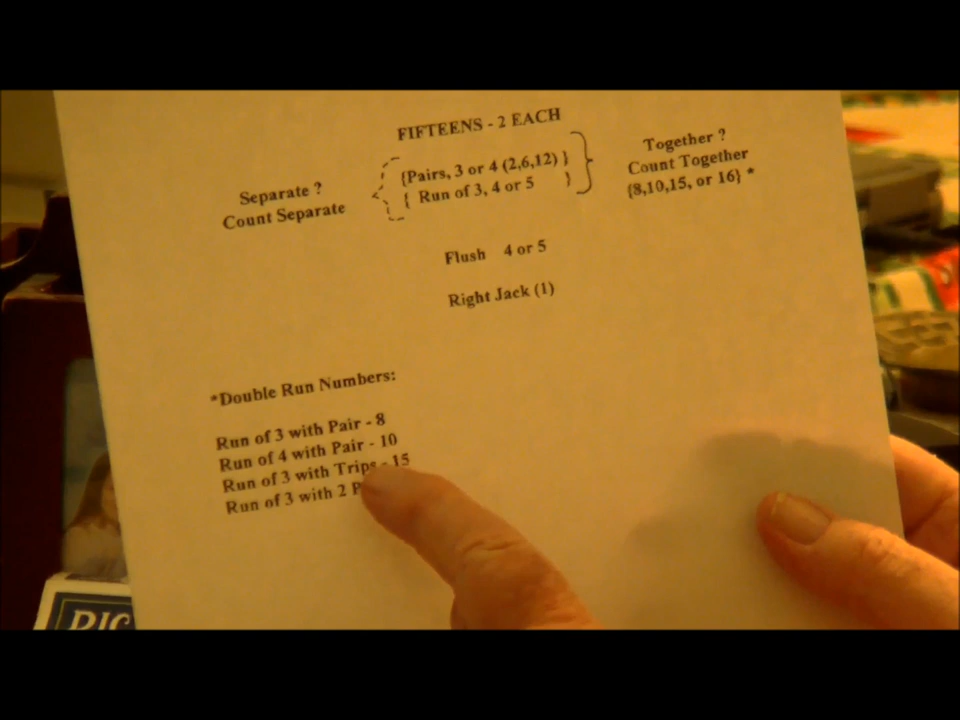 FIFTEENS - 2 EACH
Separate ?
Count Separate
{Pairs, 3 or 4 (2,6,12) }
{ Run of 3, 4 or 5 }
Together ?
Count Together
{8,10,15, or 16} *
Flush 4 or 5
Right Jack (1)
*Double Run Numbers:
Run of 3 with Pair - 8
Run of 4 with Pair - 10
Run of 3 with Trips - 15
Run of 3 with 2